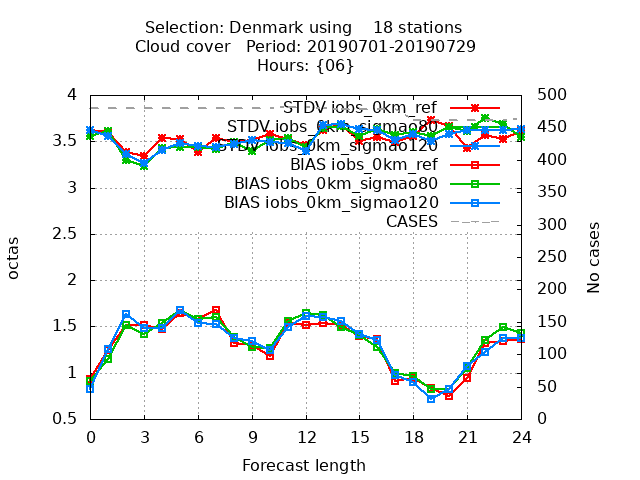 Selection: Denmark using    18 stations
Cloud cover   Period: 20190701-20190729
Hours: {06}
4
3.5
3
2.5
2
1.5
1
0.5
500
450
400
350
300
250
200
150
100
50
0
STDV iobs_0km_ref
STDV iobs_0km_sigmao80
STDV iobs_0km_sigmao120
BIAS iobs_0km_ref
BIAS iobs_0km_sigmao80
BIAS iobs_0km_sigmao120
CASES
octas
No cases
0 3 6 9 12 15 18 21 24
Forecast length